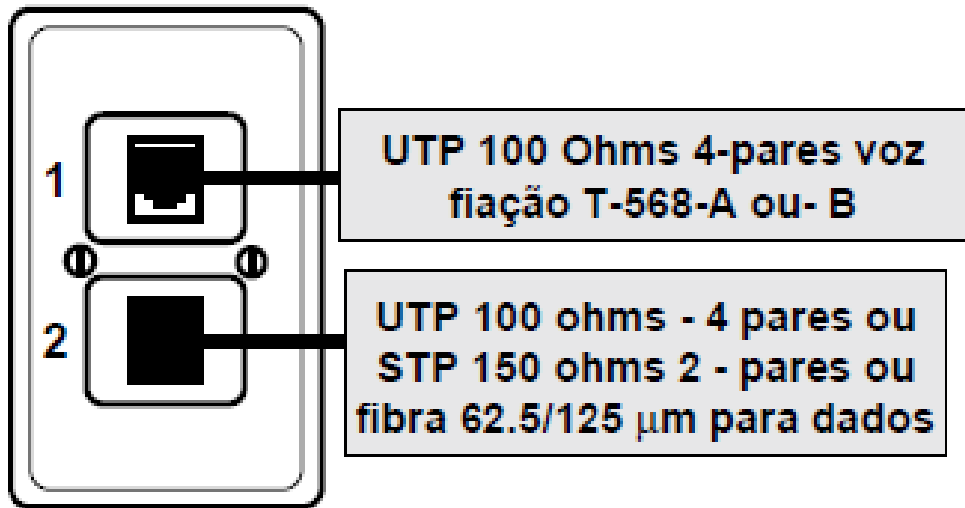 1
UTP 100 Ohms 4-pares voz
fiação T-568-A ou- B
2
UTP 100 ohms - 4 pares ou
STP 150 ohms 2 - pares ou
fibra 62.5/125 μm para dados